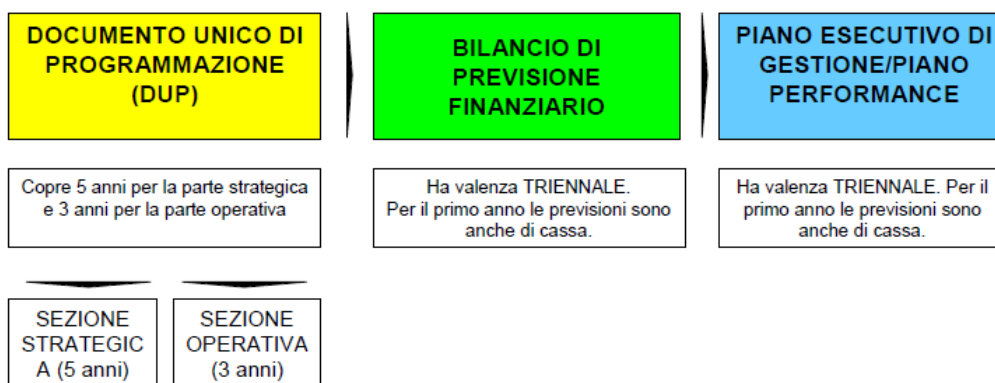 DOCUMENTO UNICO DI
PROGRAMMAZIONE
(DUP)
BILANCIO DI
PREVISIONE
FINANZIARIO
PIANO ESECUTIVO DI
GESTIONE/PIANO
PERFORMANCE
Copre 5 anni per la parte strategica
e 3 anni per la parte operativa
Ha valenza TRIENNALE.
Per il primo anno le previsioni sono
anche di cassa.
Ha valenza TRIENNALE. Per il
primo anno le previsioni sono
anche di cassa.
SEZIONE
STRATEGIC
A (5 anni)
SEZIONE
OPERATIVA
(3 anni)